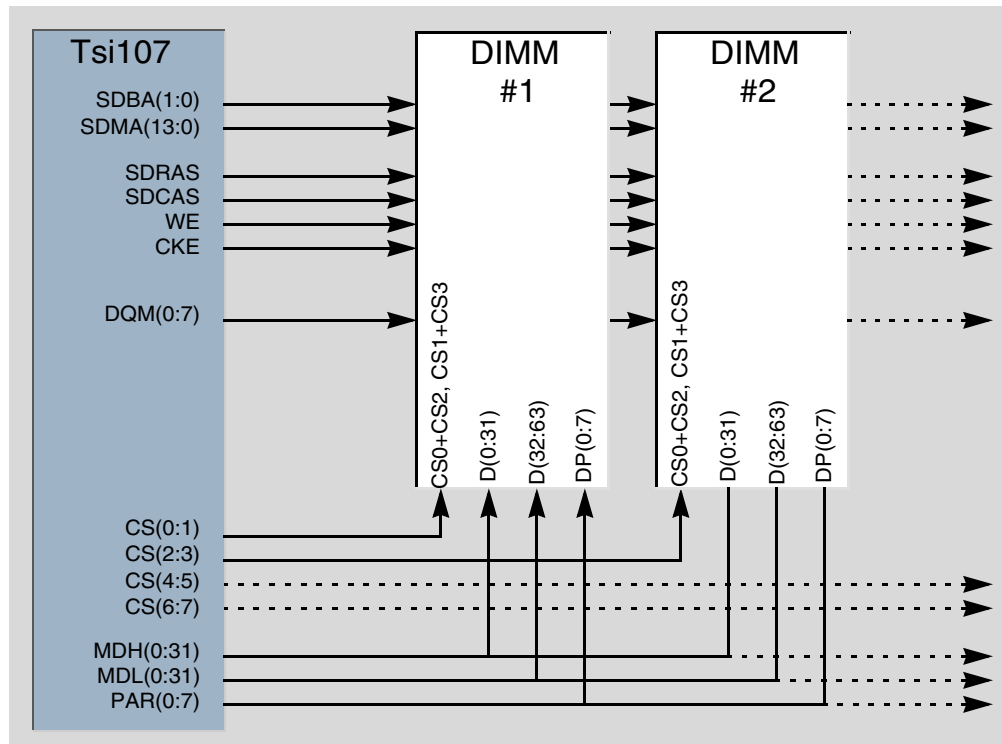 Tsi107
SDBA(1:0)
SDMA(13:0)
SDRAS
SDCAS
WE
CKE
DQM(0:7)
CS(0:1)
CS(2:3)
CS(4:5)
CS(6:7)
MDH(0:31)
MDL(0:31)
PAR(0:7)
DIMM
#1
CS0+CS2, CS1+CS3
D(0:31)
D(32:63)
DP(0:7)
DIMM
#2
CS0+CS2, CS1+CS3
D(0:31)
D(32:63)
DP(0:7)